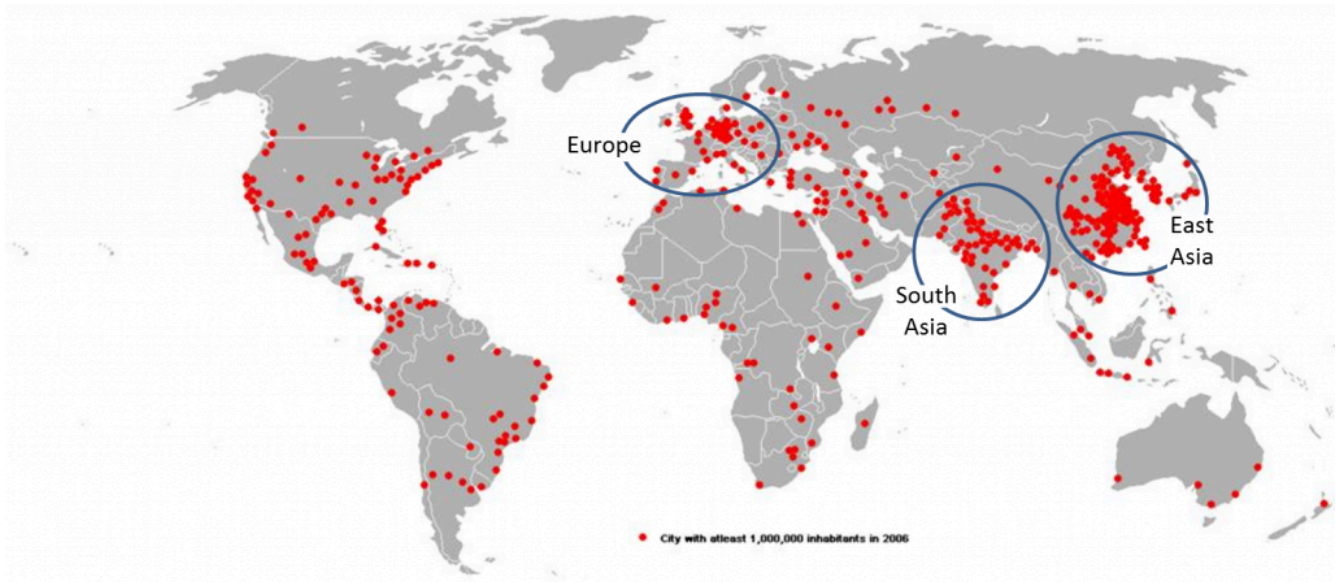 Europe
East
Asia
South
Asia
City with atleast 1,000,000 inhabitants in 2006